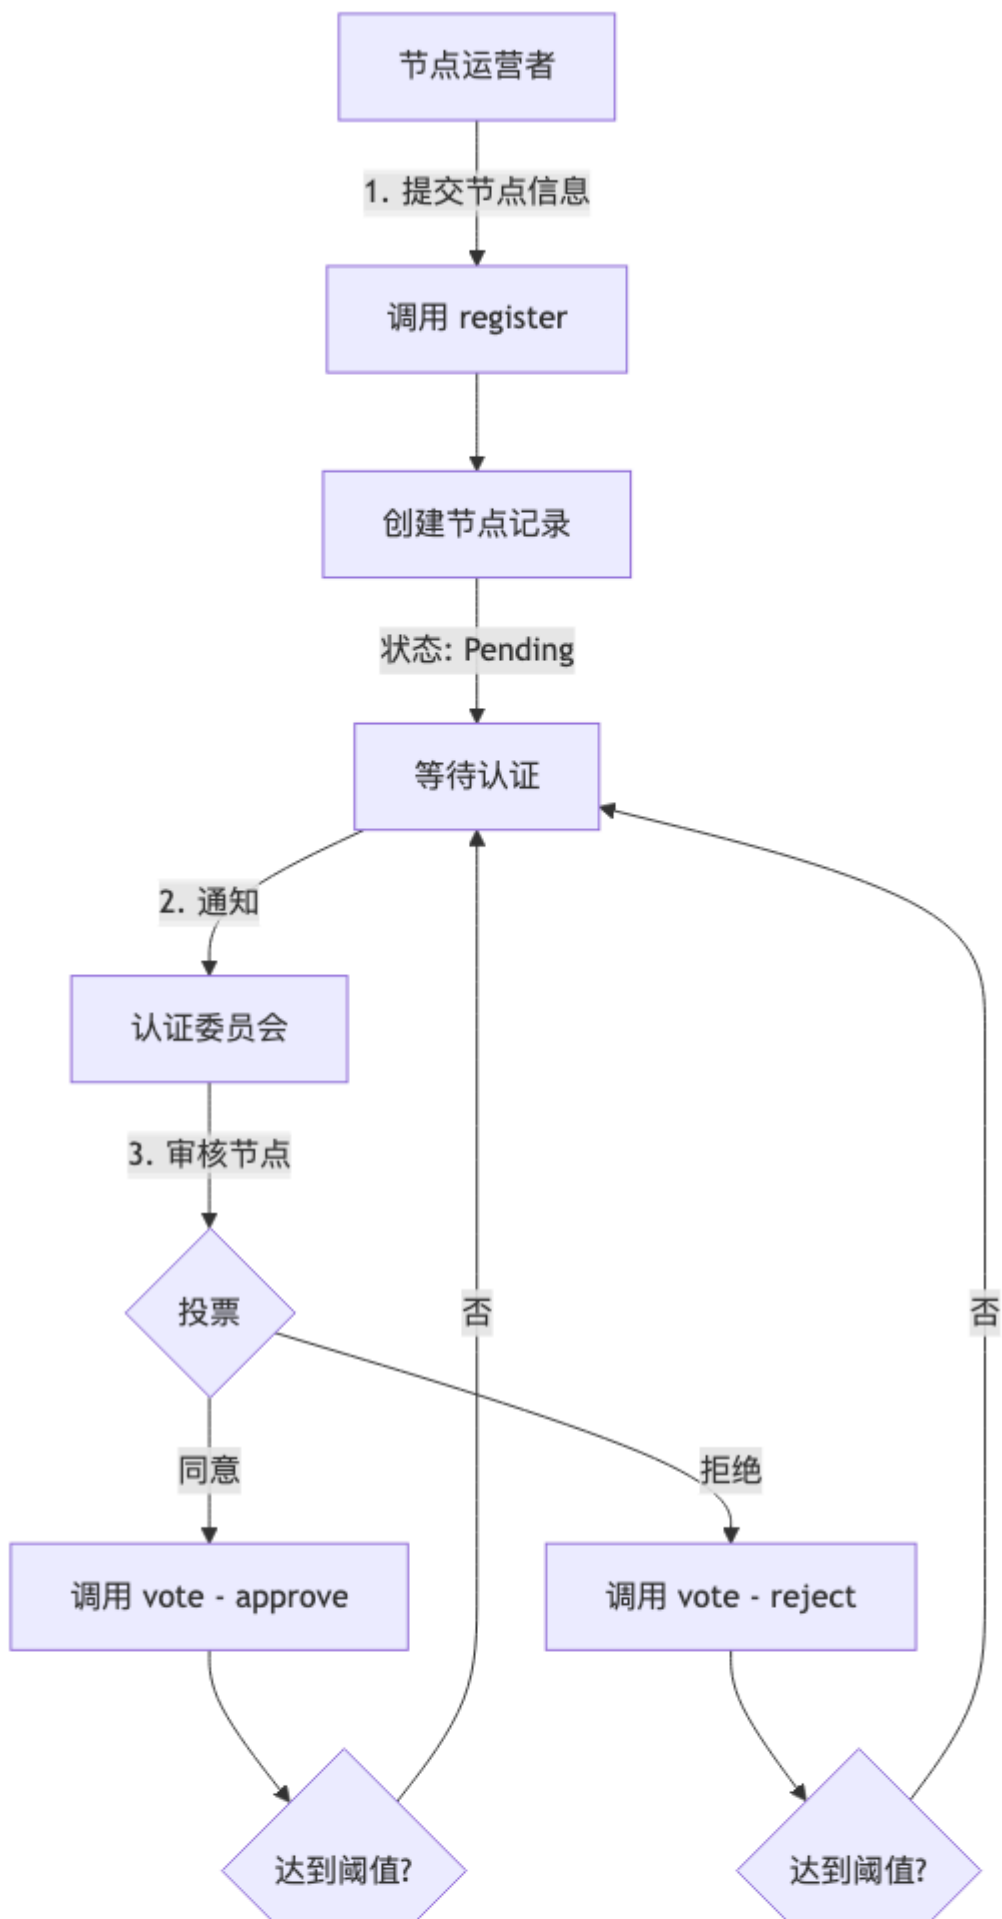 节点运营者
1. 提交节点信息
调用 register
创建节点记录
状态: Pending
等待认证
2. 通知
认证委员会
3. 审核节点
投票
否
否
同意
拒绝
调用 vote - approve
调用 vote - reject
达到阈值?
达到阈值?